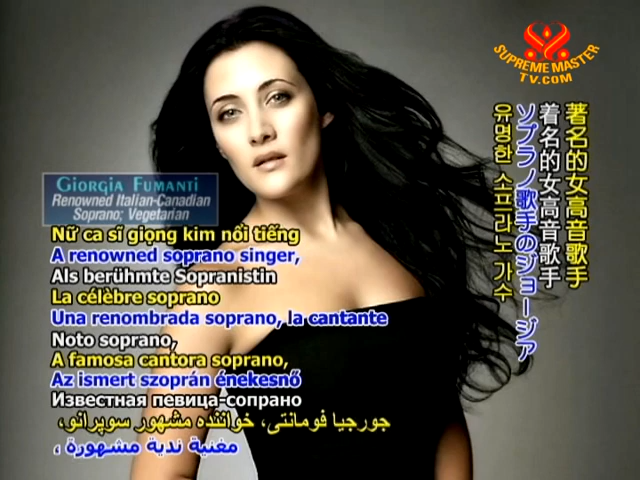 SUPREME MASTER
TV.COM
GIORGIA FUMANTI
Renowned Italian-Canadian
Soprano; Vegetarian
Nữ ca sĩ giọng kim nổi tiếng
A renowned soprano singer,
Als berühmte Sopranistin
La célèbre soprano
Una renombrada soprano, la cantante
Noto soprano,
A famosa cantora soprano,
Az ismert szoprán énekesnő
Известная певица-сопрано
جورجيا فومانتی، خواننده مشهور سوپرانو،
مغنية ندية مشهورة ،
著名的女高音歌手
着名的女高音歌手
ソプラノ歌手のジョージア
유명한 소프라노 가수